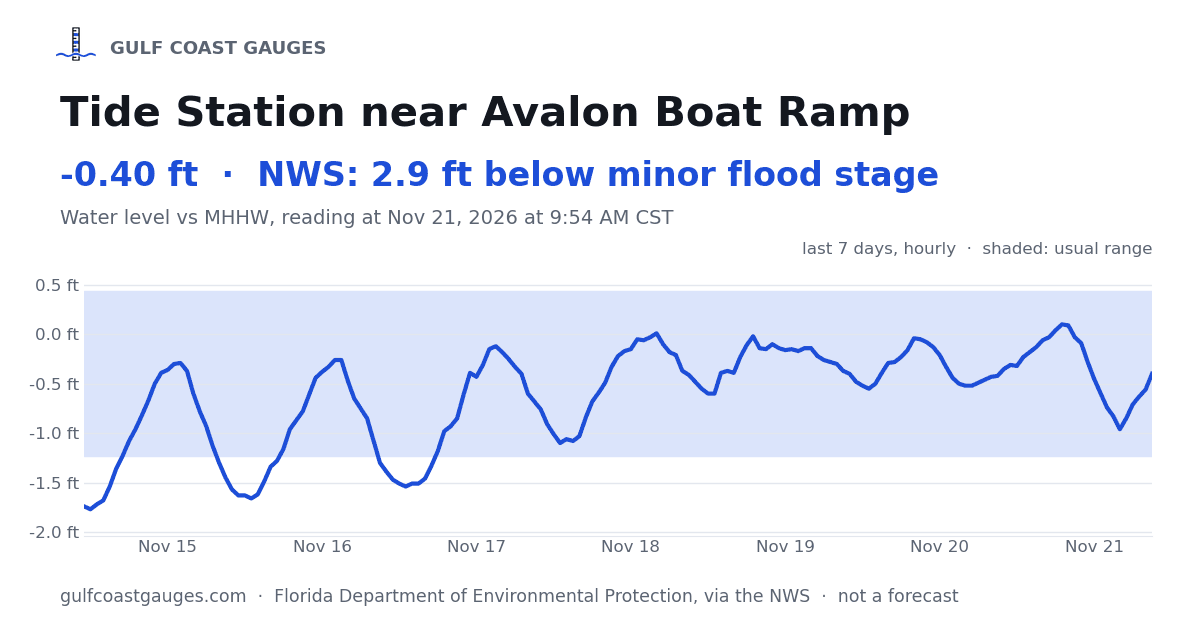 GULF COAST GAUGES
Tide Station near Avalon Boat Ramp
-0.40 ft · NWS: 2.9 ft below minor flood stage
Water level vs MHHW, reading at Nov 21, 2026 at 9:54 AM CST
last 7 days, hourly · shaded: usual range
0.5 ft
0.0 ft
-0.5 ft
-1.0 ft
-1.5 ft
-2.0 ft
Nov 15 Nov 16 Nov 17 Nov 18 Nov 19 Nov 20 Nov 21
gulfcoastgauges.com · Florida Department of Environmental Protection, via the NWS · not a forecast